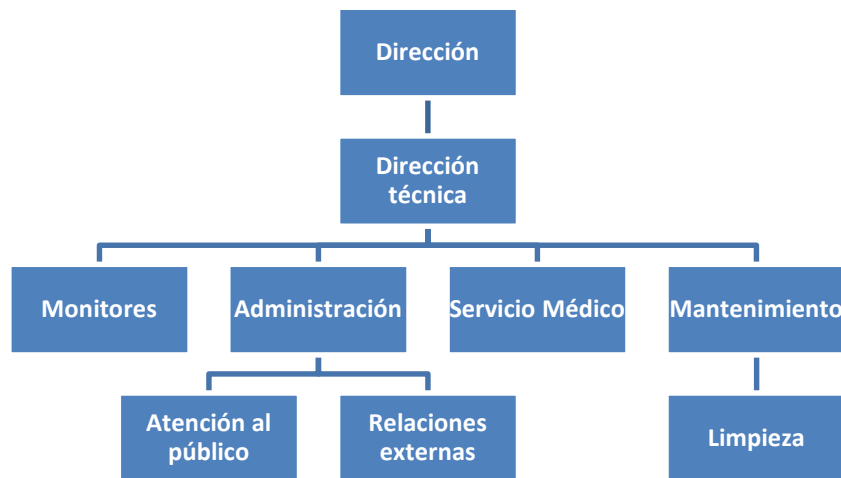 Dirección
Dirección
técnica
Monitores
Administración
Servicio Médico
Mantenimiento
Atención al
público
Relaciones
externas
Limpieza